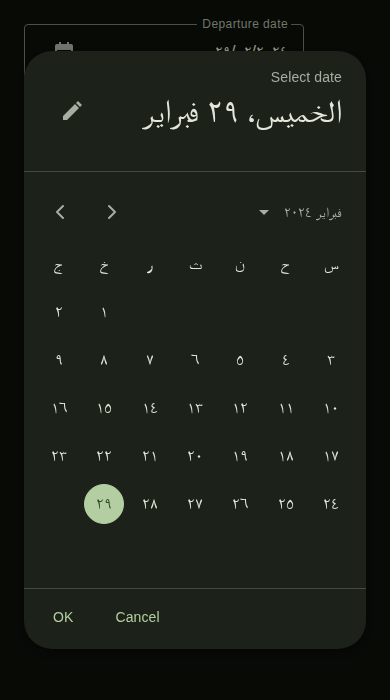 Departure date
Select date
الخميس، ٢٩ فبراير
فبراير ٢٠٢٤
س ح ن ث ر خ ج
١ ٢
٣ ٤ ٥ ٦ ٧ ٨ ٩
١٠ ١١ ١٢ ١٣ ١٤ ١٥ ١٦
١٧ ١٨ ١٩ ٢٠ ٢١ ٢٢ ٢٣
٢٤ ٢٥ ٢٦ ٢٧ ٢٨ ٢٩
OK Cancel